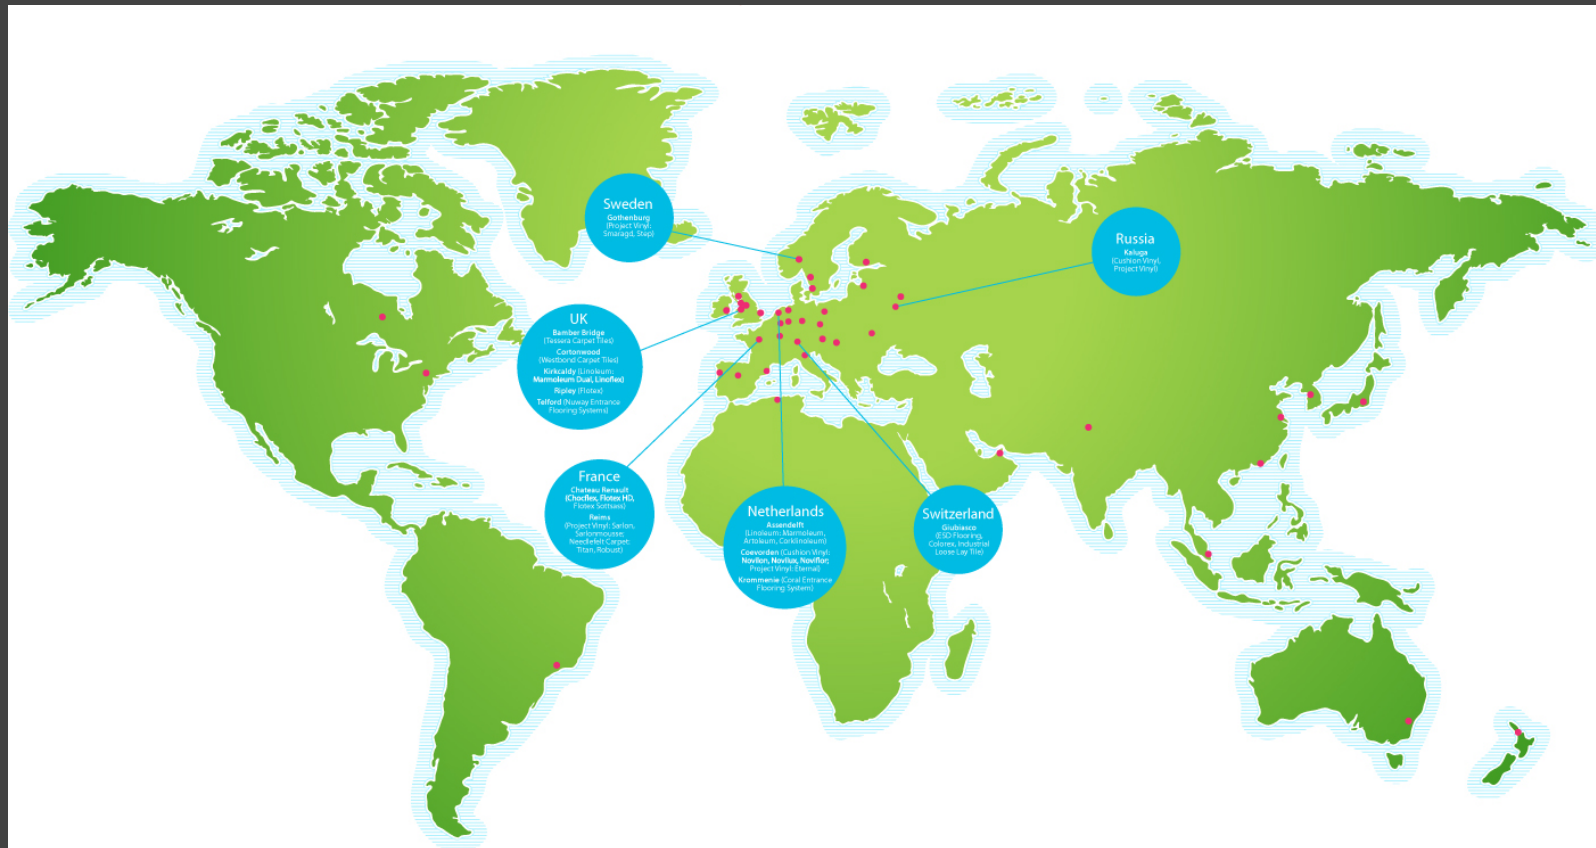 Sweden
Gothenburg
(Project Vinyl:
Smaragd, Step)
Russia
Kaluga
(Cushion Vinyl,
Project Vinyl)
UK
Bamber Bridge
(Tessera Carpet Tiles)
Cortonwood
(Westbond Carpet Tiles)
Kirkcaldy (Linoleum:
Marmoleum Dual, Linoflex)
Ripley (Flotex)
Telford (Nuway Entrance
Flooring Systems)
France
Chateau Renault
(Chocflex, Flotex HD,
Flotex Sottsass)
Reims
(Project Vinyl: Sarlon,
Sarlonmousse;
Needlefelt Carpet:
Titan, Robust)
Netherlands
Assendelft
(Linoleum: Marmoleum,
Artoleum, Corklinoleum)
Coevorden (Cushion Vinyl:
Novilon, Novilux, Noviflor;
Project Vinyl: Eternal)
Krommenie (Coral Entrance
Flooring System)
Switzerland
Giubiasco
(ESD Flooring,
Colorex, Industrial
Loose Lay Tile)